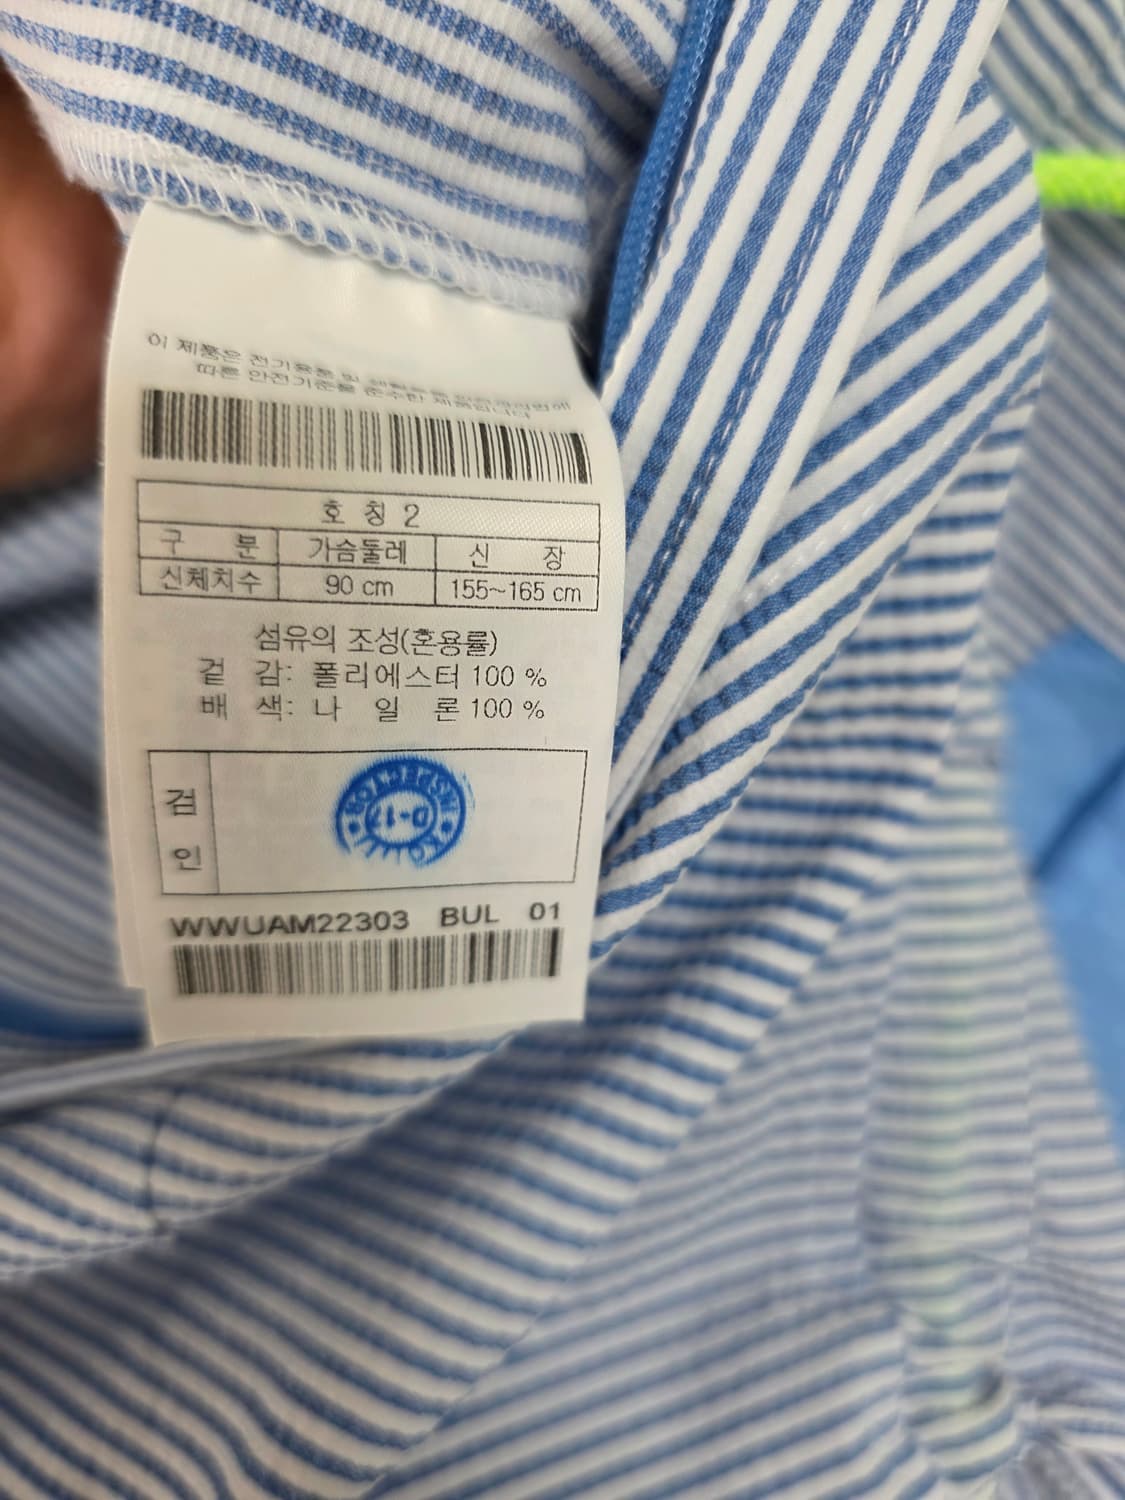 이 제품은 전기용품 및 생활용품 안전관리법에
따른 안전기준을 준수한 제품입니다
호 칭 2
구 분 가슴둘레 신 장
신체치수 90 cm 155~165 cm
섬유의 조성(혼용률)
겉 감: 폴리에스터 100 %
배 색: 나 일 론 100 %
검
인
INSPECTION
D-17
WWUAM22303 BUL 01